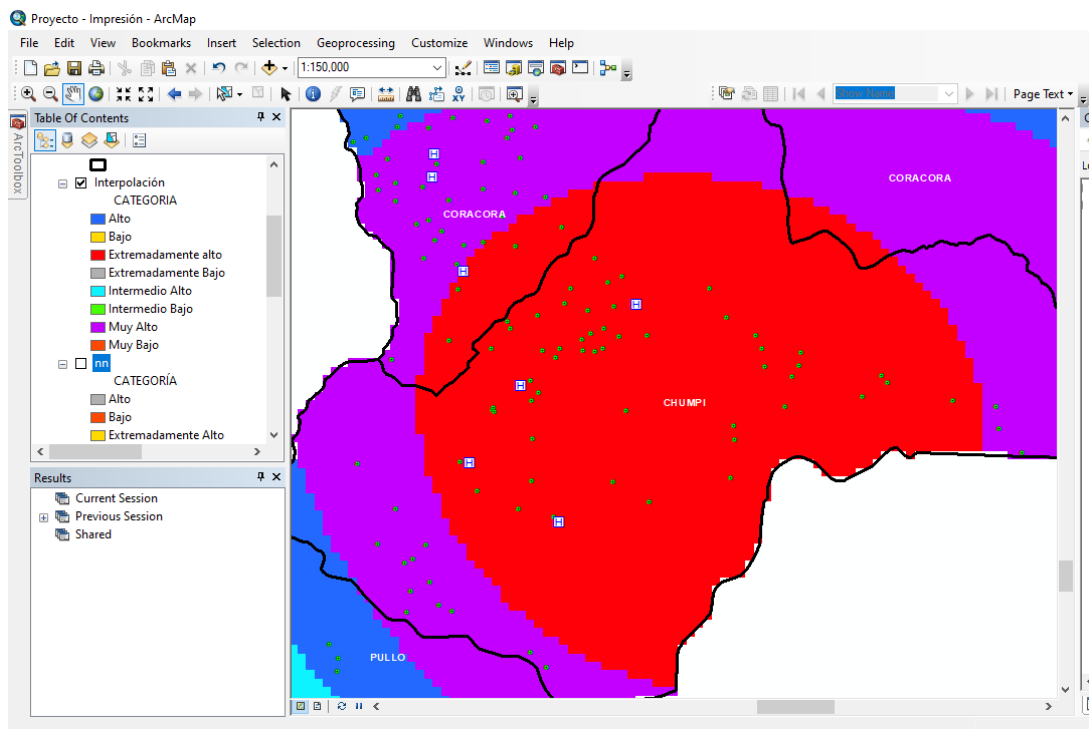 Proyecto - Impresión - ArcMap
File Edit View Bookmarks Insert Selection Geoprocessing Customize Windows Help
1:150,000
Show Name
Page Text
Table Of Contents
ArcToolbox
Interpolación
CATEGORIA
Alto
Bajo
Extremadamente alto
Extremadamente Bajo
Intermedio Alto
Intermedio Bajo
Muy Alto
Muy Bajo
nn
CATEGORÍA
Alto
Bajo
Extremadamente Alto
Results
Current Session
Previous Session
Shared
CORACORA
CORACORA
CHUMPI
PULLO
H
H
H
H
H
H
H